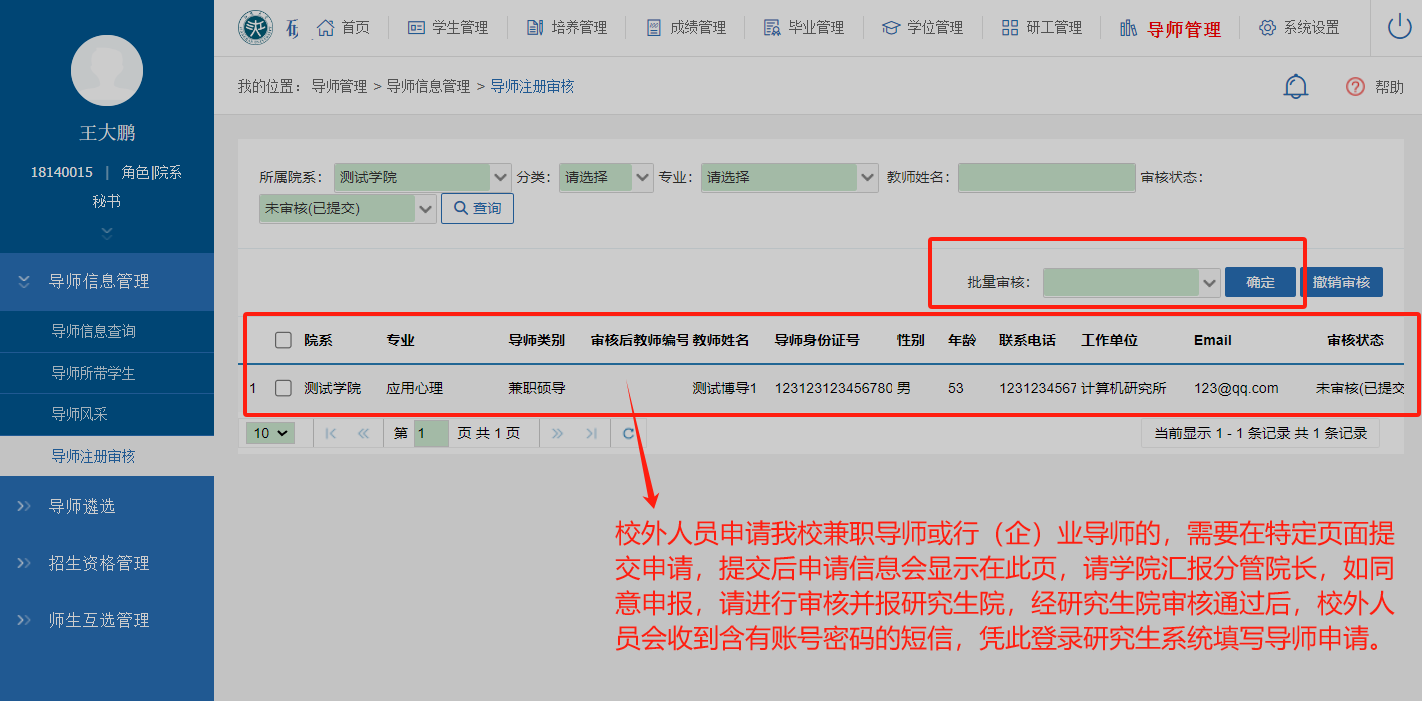 首页 学生管理 培养管理 成绩管理 毕业管理 学位管理 研工管理 导师管理 系统设置
我的位置： 导师管理 > 导师信息管理 > 导师注册审核
帮助
王大鹏
18140015 | 角色|院系
秘书
导师信息管理
导师信息查询
导师所带学生
导师风采
导师注册审核
导师遴选
招生资格管理
师生互选管理
所属院系： 测试学院 分类： 请选择 专业： 请选择 教师姓名： 审核状态：
未审核(已提交) 查询
批量审核： 确定 撤销审核
院系 专业 导师类别 审核后教师编号 教师姓名 导师身份证号 性别 年龄 联系电话 工作单位 Email 审核状态
1 测试学院 应用心理 兼职硕导 测试博导1 123123123456780 男 53 1231234567 计算机研究所 123@qq.com 未审核(已提交
10 第 1 页 共 1 页 当前显示 1 - 1 条记录 共 1 条记录
校外人员申请我校兼职导师或行（企）业导师的，需要在特定页面提
交申请，提交后申请信息会显示在此页，请学院汇报分管院长，如同
意申报，请进行审核并报研究生院，经研究生院审核通过后，校外人
员会收到含有账号密码的短信，凭此登录研究生系统填写导师申请。